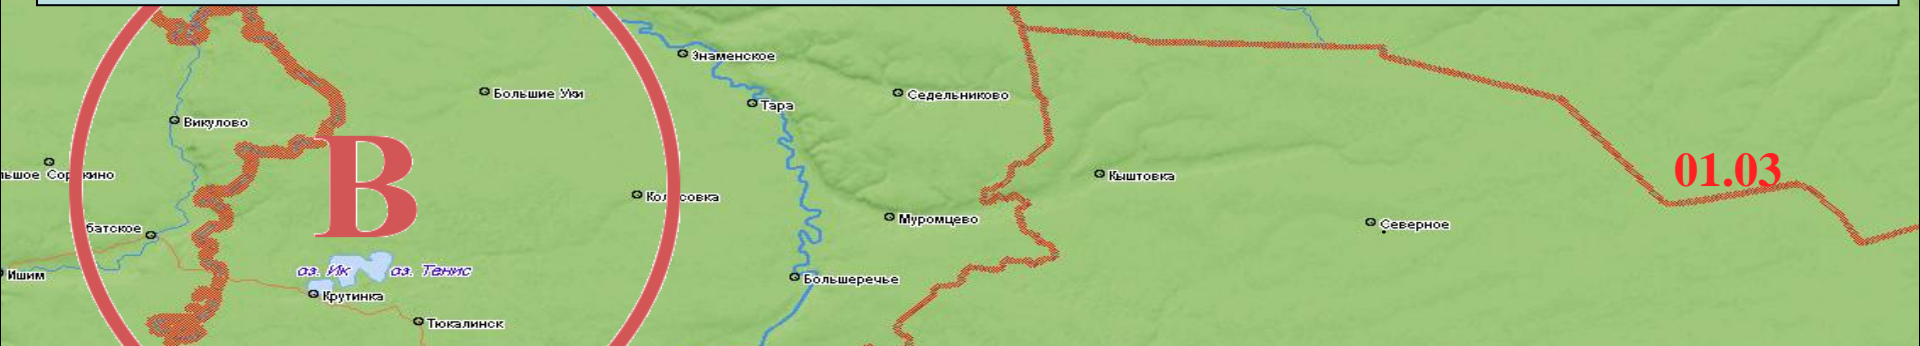 Знаменское
Большие Уки
Седельниково
Тара
Викулово
В
01.03
Кыштовка
Муромцево
Северное
батское
оз. Ик
оз. Тенис
Ишим
Большеречье
Крутинка
Тюкалинск